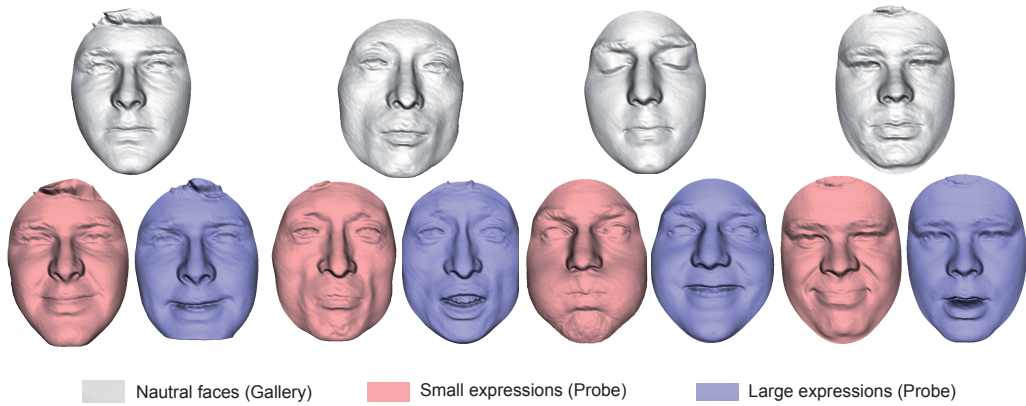 Nautral faces (Gallery)
Small expressions (Probe)
Large expressions (Probe)